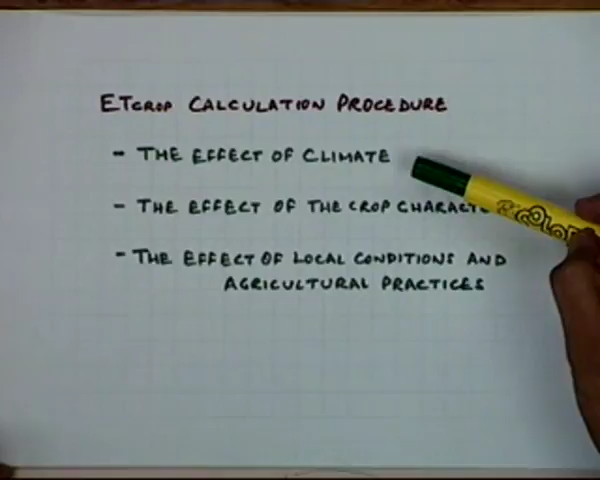 ETCROP CALCULATION PROCEDURE
- THE EFFECT OF CLIMATE
- THE EFFECT OF THE CROP
- THE EFFECT OF LOCAL CONDITIONS AND
AGRICULTURAL PRACTICES